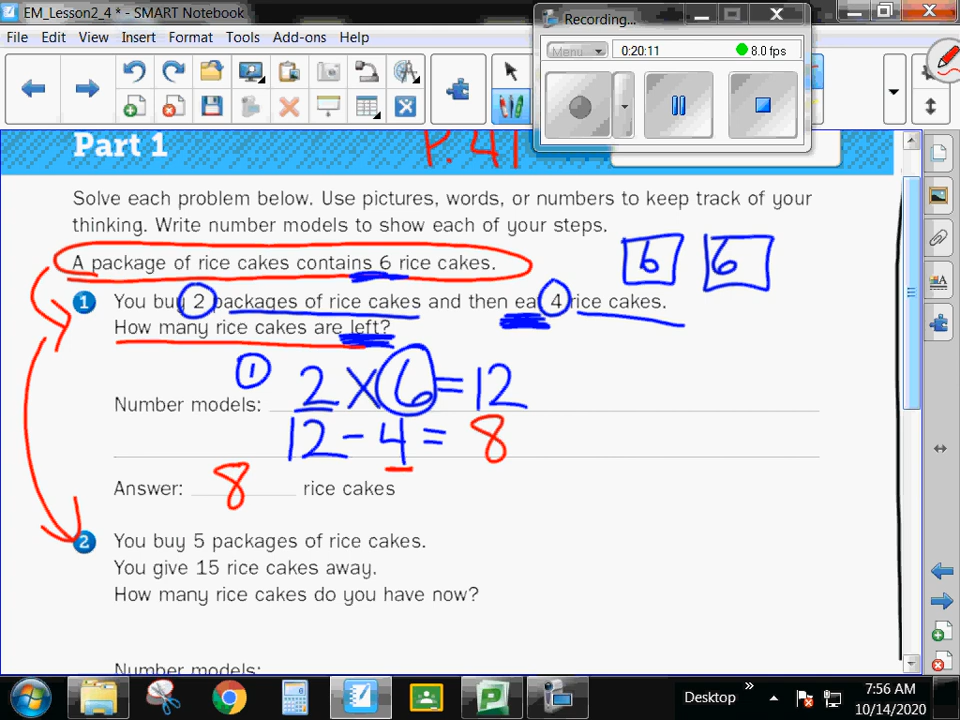 EM_Lesson2_4 * - SMART Notebook
File Edit View Insert Format Tools Add-ons Help
Recording...
Menu
0:20:11
8.0 fps
Part 1
P. 41
Solve each problem below. Use pictures, words, or numbers to keep track of your
thinking. Write number models to show each of your steps.
A package of rice cakes contains 6 rice cakes.
6 6
1 You buy 2 packages of rice cakes and then eat 4 rice cakes.
How many rice cakes are left?
1
Number models: 2 X 6 = 12
12 - 4 = 8
Answer: 8 rice cakes
2 You buy 5 packages of rice cakes.
You give 15 rice cakes away.
How many rice cakes do you have now?
Number models:
Desktop
7:56 AM
10/14/2020